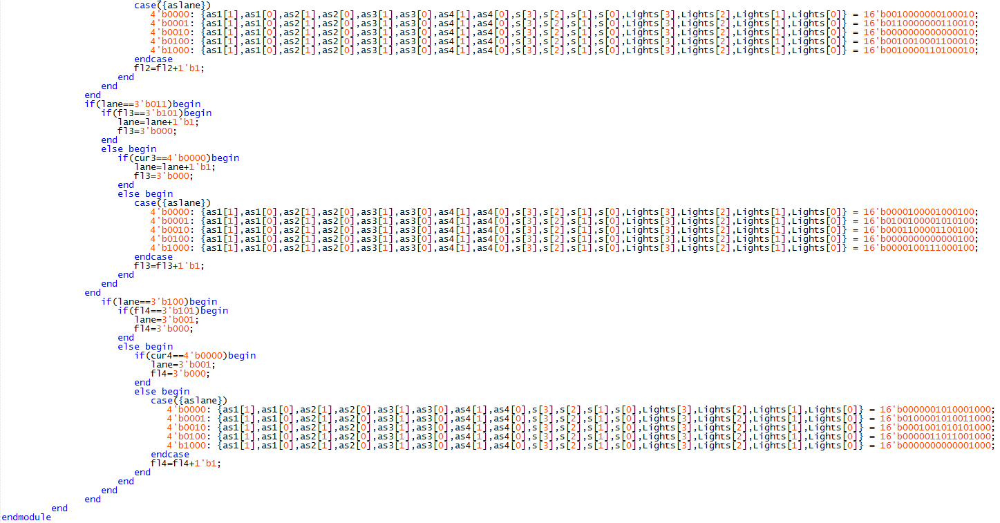 case({aslane})
4'b0000: {as1[1],as1[0],as2[1],as2[0],as3[1],as3[0],as4[1],as4[0],s[3],s[2],s[1],s[0],Lights[3],Lights[2],Lights[1],Lights[0]} = 16'b0010000000100010;
4'b0001: {as1[1],as1[0],as2[1],as2[0],as3[1],as3[0],as4[1],as4[0],s[3],s[2],s[1],s[0],Lights[3],Lights[2],Lights[1],Lights[0]} = 16'b0110000000110010;
4'b0010: {as1[1],as1[0],as2[1],as2[0],as3[1],as3[0],as4[1],as4[0],s[3],s[2],s[1],s[0],Lights[3],Lights[2],Lights[1],Lights[0]} = 16'b0000000000000010;
4'b0100: {as1[1],as1[0],as2[1],as2[0],as3[1],as3[0],as4[1],as4[0],s[3],s[2],s[1],s[0],Lights[3],Lights[2],Lights[1],Lights[0]} = 16'b0010010001100010;
4'b1000: {as1[1],as1[0],as2[1],as2[0],as3[1],as3[0],as4[1],as4[0],s[3],s[2],s[1],s[0],Lights[3],Lights[2],Lights[1],Lights[0]} = 16'b0010000110100010;
endcase
fl2=fl2+1'b1;
end
end
end
if(lane==3'b011)begin
if(fl3==3'b101)begin
lane=lane+1'b1;
fl3=3'b000;
end
else begin
if(cur3==4'b0000)begin
lane=lane+1'b1;
fl3=3'b000;
end
else begin
case({aslane})
4'b0000: {as1[1],as1[0],as2[1],as2[0],as3[1],as3[0],as4[1],as4[0],s[3],s[2],s[1],s[0],Lights[3],Lights[2],Lights[1],Lights[0]} = 16'b0000100001000100;
4'b0001: {as1[1],as1[0],as2[1],as2[0],as3[1],as3[0],as4[1],as4[0],s[3],s[2],s[1],s[0],Lights[3],Lights[2],Lights[1],Lights[0]} = 16'b1001000001010100;
4'b0010: {as1[1],as1[0],as2[1],as2[0],as3[1],as3[0],as4[1],as4[0],s[3],s[2],s[1],s[0],Lights[3],Lights[2],Lights[1],Lights[0]} = 16'b0001100001100100;
4'b0100: {as1[1],as1[0],as2[1],as2[0],as3[1],as3[0],as4[1],as4[0],s[3],s[2],s[1],s[0],Lights[3],Lights[2],Lights[1],Lights[0]} = 16'b0000000000000100;
4'b1000: {as1[1],as1[0],as2[1],as2[0],as3[1],as3[0],as4[1],as4[0],s[3],s[2],s[1],s[0],Lights[3],Lights[2],Lights[1],Lights[0]} = 16'b0000100111000100;
endcase
fl3=fl3+1'b1;
end
end
end
if(lane==3'b100)begin
if(fl4==3'b101)begin
lane=3'b001;
fl4=3'b000;
end
else begin
if(cur4==4'b0000)begin
lane=3'b001;
fl4=3'b000;
end
else begin
case({aslane})
4'b0000: {as1[1],as1[0],as2[1],as2[0],as3[1],as3[0],as4[1],as4[0],s[3],s[2],s[1],s[0],Lights[3],Lights[2],Lights[1],Lights[0]} = 16'b0000001010001000;
4'b0001: {as1[1],as1[0],as2[1],as2[0],as3[1],as3[0],as4[1],as4[0],s[3],s[2],s[1],s[0],Lights[3],Lights[2],Lights[1],Lights[0]} = 16'b0100001010011000;
4'b0010: {as1[1],as1[0],as2[1],as2[0],as3[1],as3[0],as4[1],as4[0],s[3],s[2],s[1],s[0],Lights[3],Lights[2],Lights[1],Lights[0]} = 16'b0001001010101000;
4'b0100: {as1[1],as1[0],as2[1],as2[0],as3[1],as3[0],as4[1],as4[0],s[3],s[2],s[1],s[0],Lights[3],Lights[2],Lights[1],Lights[0]} = 16'b0000011011001000;
4'b1000: {as1[1],as1[0],as2[1],as2[0],as3[1],as3[0],as4[1],as4[0],s[3],s[2],s[1],s[0],Lights[3],Lights[2],Lights[1],Lights[0]} = 16'b0000000000001000;
endcase
fl4=fl4+1'b1;
end
end
end
end
end
endmodule